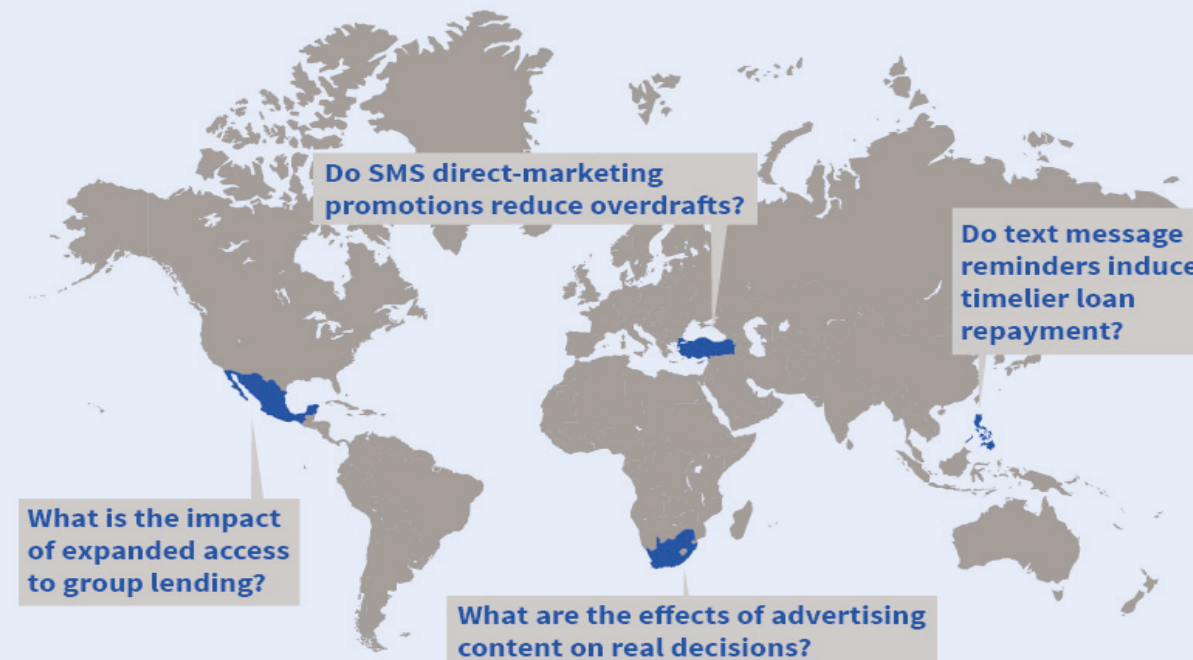 Do SMS direct-marketing
promotions reduce overdrafts?
Do text message
reminders induce
timelier loan
repayment?
What is the impact
of expanded access
to group lending?
What are the effects of advertising
content on real decisions?